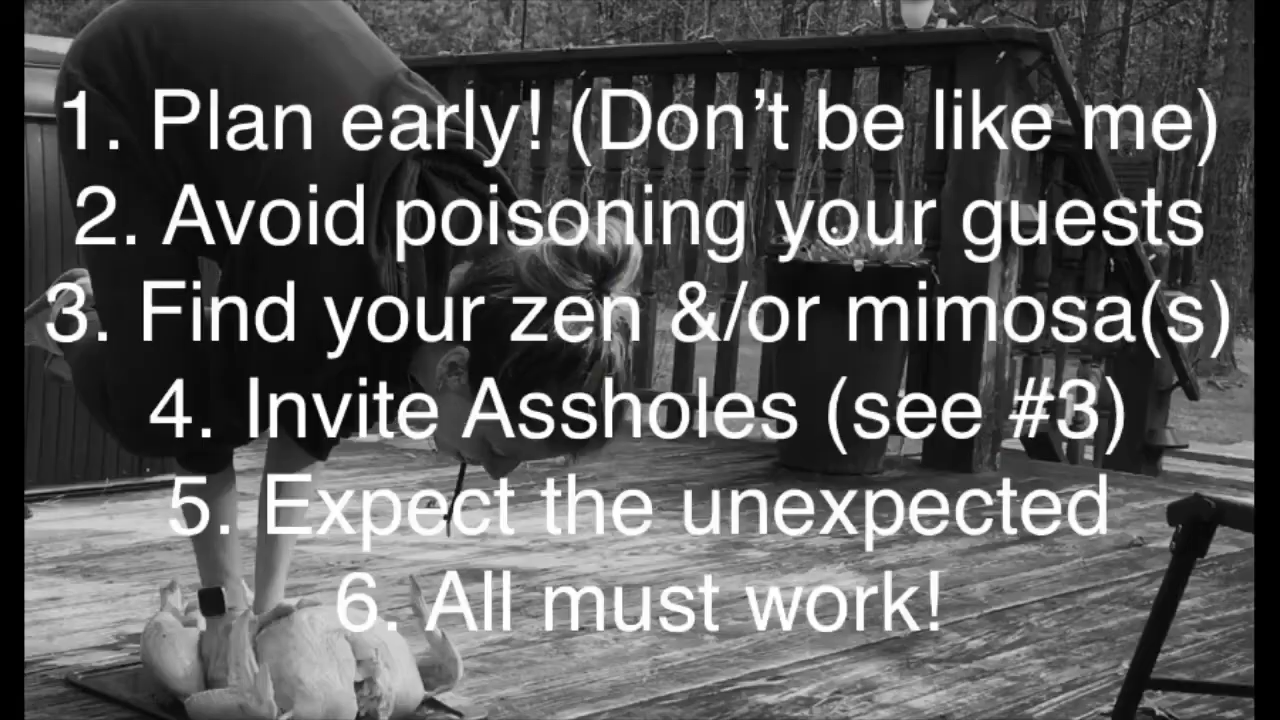 1. Plan early! (Don’t be like me)
2. Avoid poisoning your guests
3. Find your zen &/or mimosa(s)
4. Invite Assholes (see #3)
5. Expect the unexpected
6. All must work!